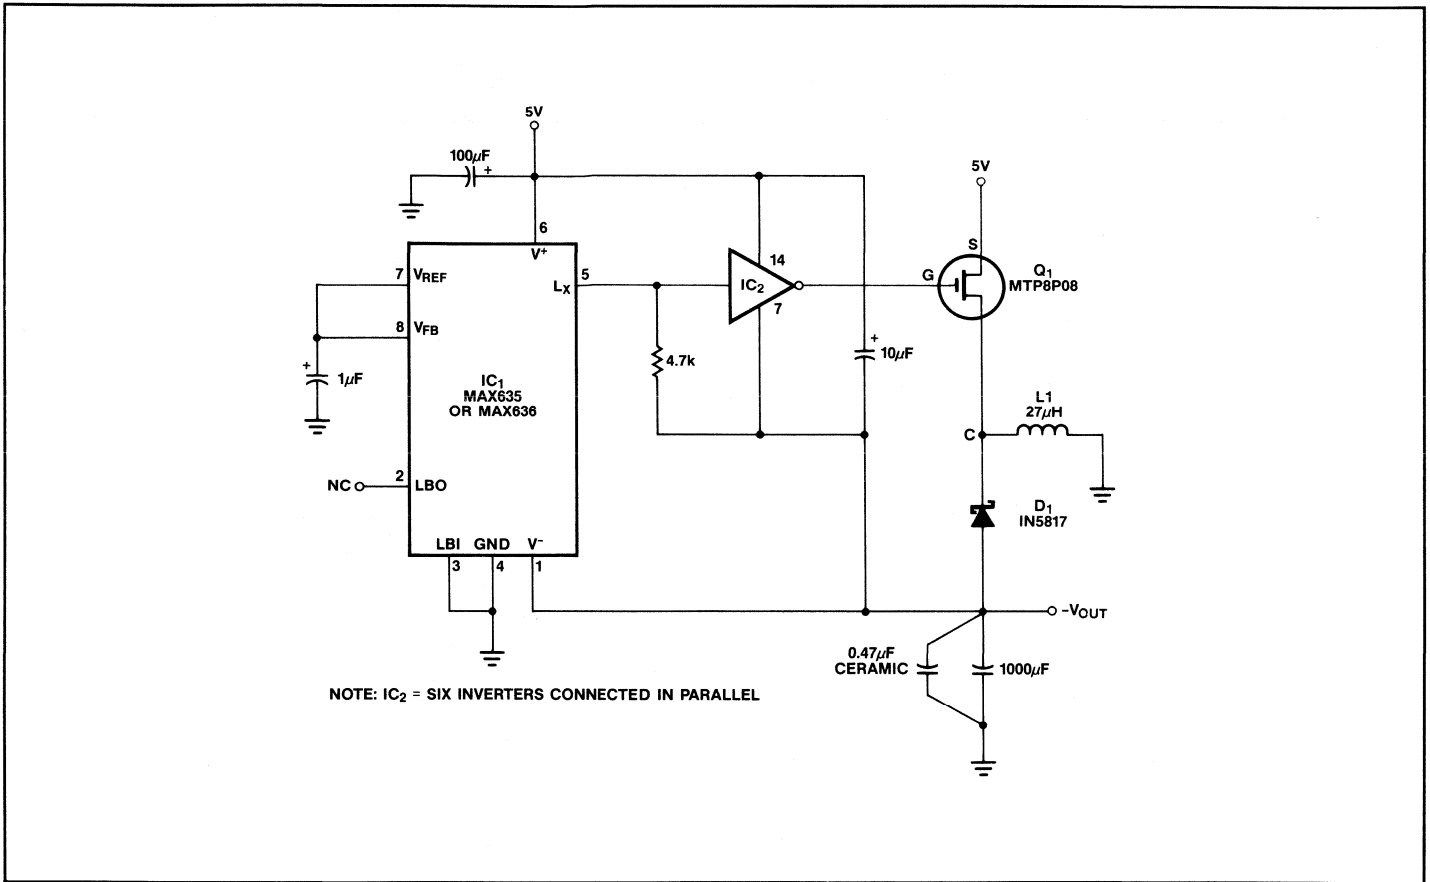 5V
100µF
+
5V
6
V+
S
14
7 VREF
LX 5
IC2
G
Q1
MTP8P08
7
8 VFB
+
1µF
4.7k
+
10µF
IC1
MAX635
OR MAX636
L1
27µH
C
NC
2
LBO
D1
IN5817
LBI GND V-
3 4 1
-VOUT
0.47µF
CERAMIC
1000µF
NOTE: IC2 = SIX INVERTERS CONNECTED IN PARALLEL